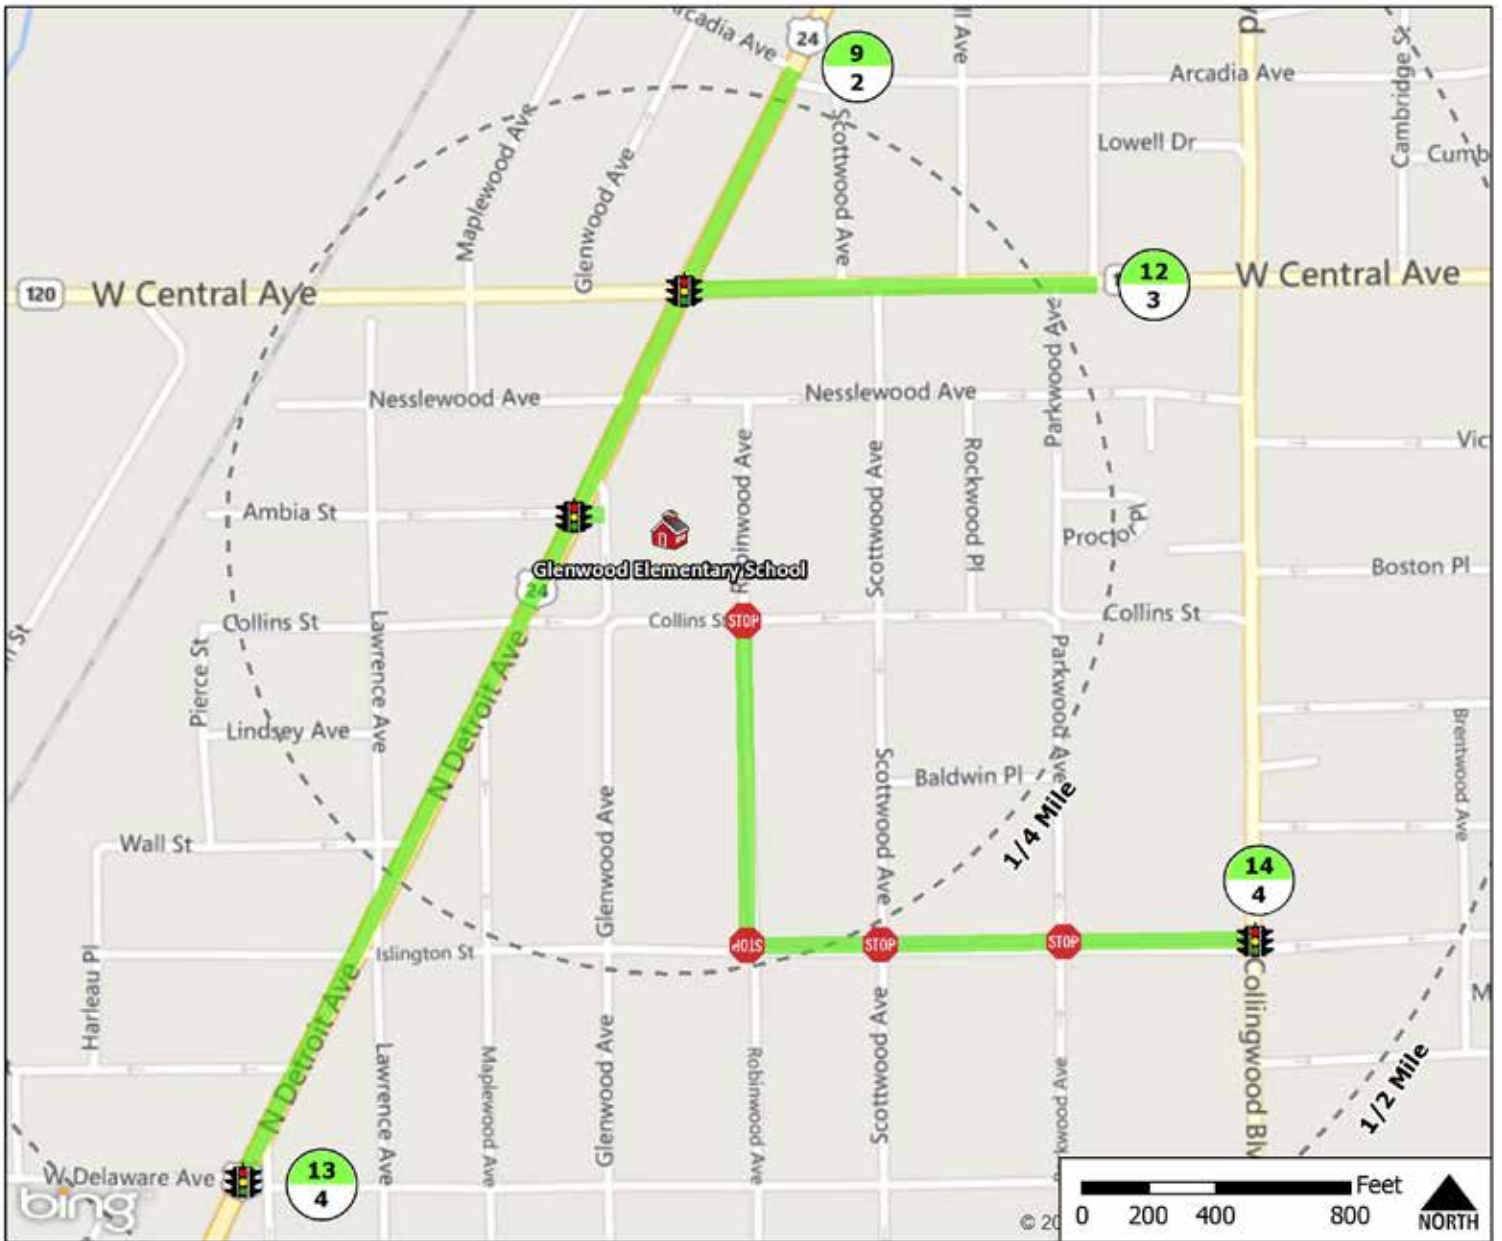 Arcadia Ave
24
9
2
ll Ave
Arcadia Ave
Cambridge St
Lowell Dr
Cumb
Maplewood Ave
Glenwood Ave
Scottwood Ave
120
W Central Ave
12
3
W Central Ave
Parkwood Ave
Nesslewood Ave
Nesslewood Ave
Robinwood Ave
Scottwood Ave
Rockwood Pl
Vic
Ambia St
Proctor Pl
Boston Pl
Glenwood Elementary School
24
Collins St
Collins St
STOP
Collins St
Pierce St
Lawrence Ave
N Detroit Ave
Parkwood Ave
Lindsey Ave
Brentwood Ave
Scottwood Ave
Baldwin Pl
1/4 Mile
Wall St
Glenwood Ave
14
4
Harleau Pl
Islington St
STOP
STOP
STOP
Collingwood Blv
M
N Detroit Ave
Lawrence Ave
Maplewood Ave
Glenwood Ave
Robinwood Ave
Scottwood Ave
1/2 Mile
W Delaware Ave
13
4
bing
© 20
Feet
0 200 400 800
NORTH